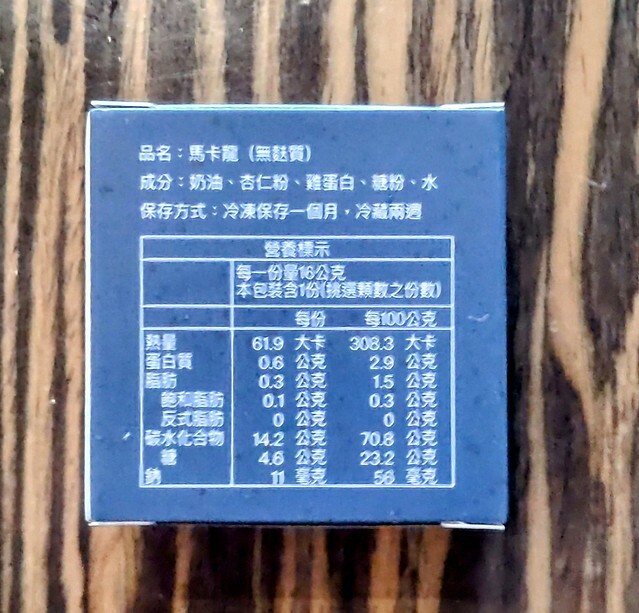 品名：馬卡龍（無麩質）
成分：奶油、杏仁粉、雞蛋白、糖粉、水
保存方式：冷凍保存一個月，冷藏兩週
營養標示
每一份量16公克
本包裝含1份(挑選顆數之份數)
每份 每100公克
熱量 61.9 大卡 308.3 大卡
蛋白質 0.6 公克 2.9 公克
脂肪 0.3 公克 1.5 公克
飽和脂肪 0.1 公克 0.3 公克
反式脂肪 0 公克 0 公克
碳水化合物 14.2 公克 70.8 公克
糖 4.6 公克 23.2 公克
鈉 11 毫克 56 毫克